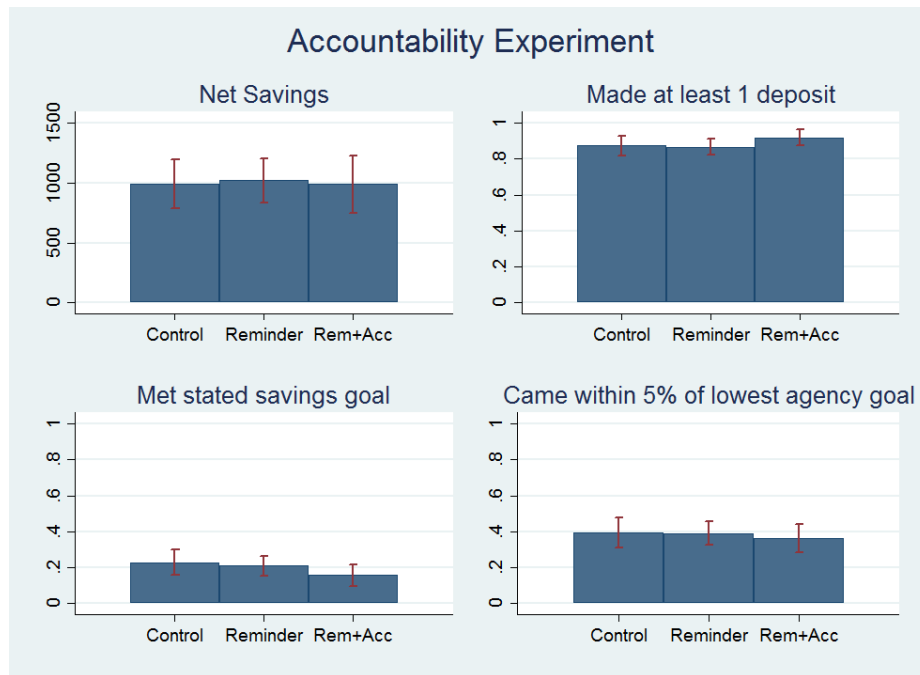 Accountability Experiment
Net Savings
1500
1000
500
0
Control Reminder Rem+Acc
Made at least 1 deposit
1
.8
.6
.4
.2
0
Control Reminder Rem+Acc
Met stated savings goal
1
.8
.6
.4
.2
0
Control Reminder Rem+Acc
Came within 5% of lowest agency goal
1
.8
.6
.4
.2
0
Control Reminder Rem+Acc